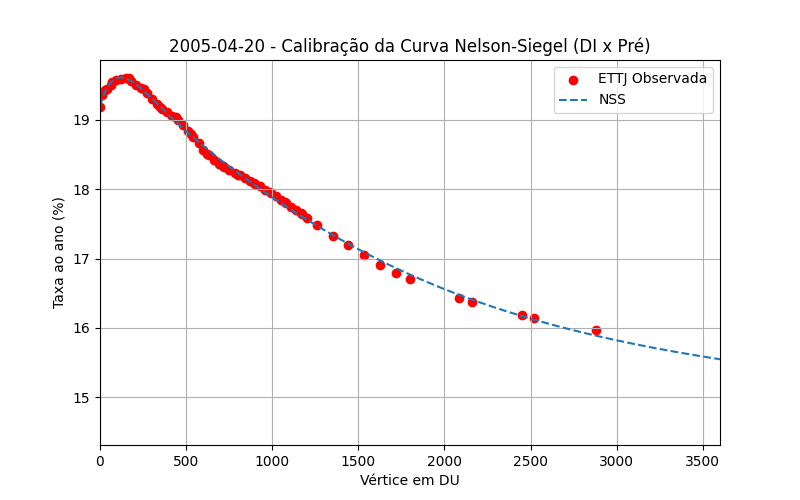 2005-04-20 - Calibração da Curva Nelson-Siegel (DI x Pré)
ETTJ Observada
NSS
Taxa ao ano (%)
19
18
17
16
15
0 500 1000 1500 2000 2500 3000 3500
Vértice em DU